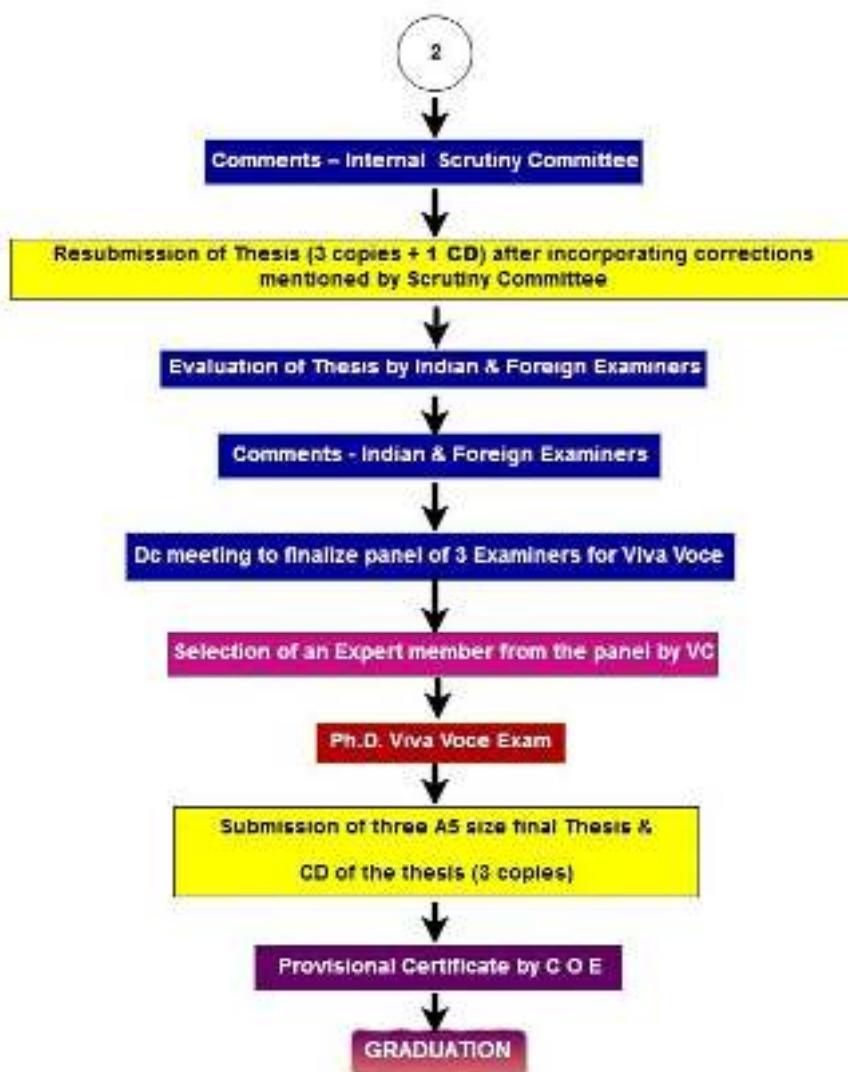 2
Comments – Internal Scrutiny Committee
Resubmission of Thesis (3 copies + 1 CD) after incorporating corrections
mentioned by Scrutiny Committee
Evaluation of Thesis by Indian & Foreign Examiners
Comments - Indian & Foreign Examiners
Dc meeting to finalize panel of 3 Examiners for Viva Voce
Selection of an Expert member from the panel by VC
Ph.D. Viva Voce Exam
Submission of three A5 size final Thesis &
CD of the thesis (3 copies)
Provisional Certificate by C O E
GRADUATION